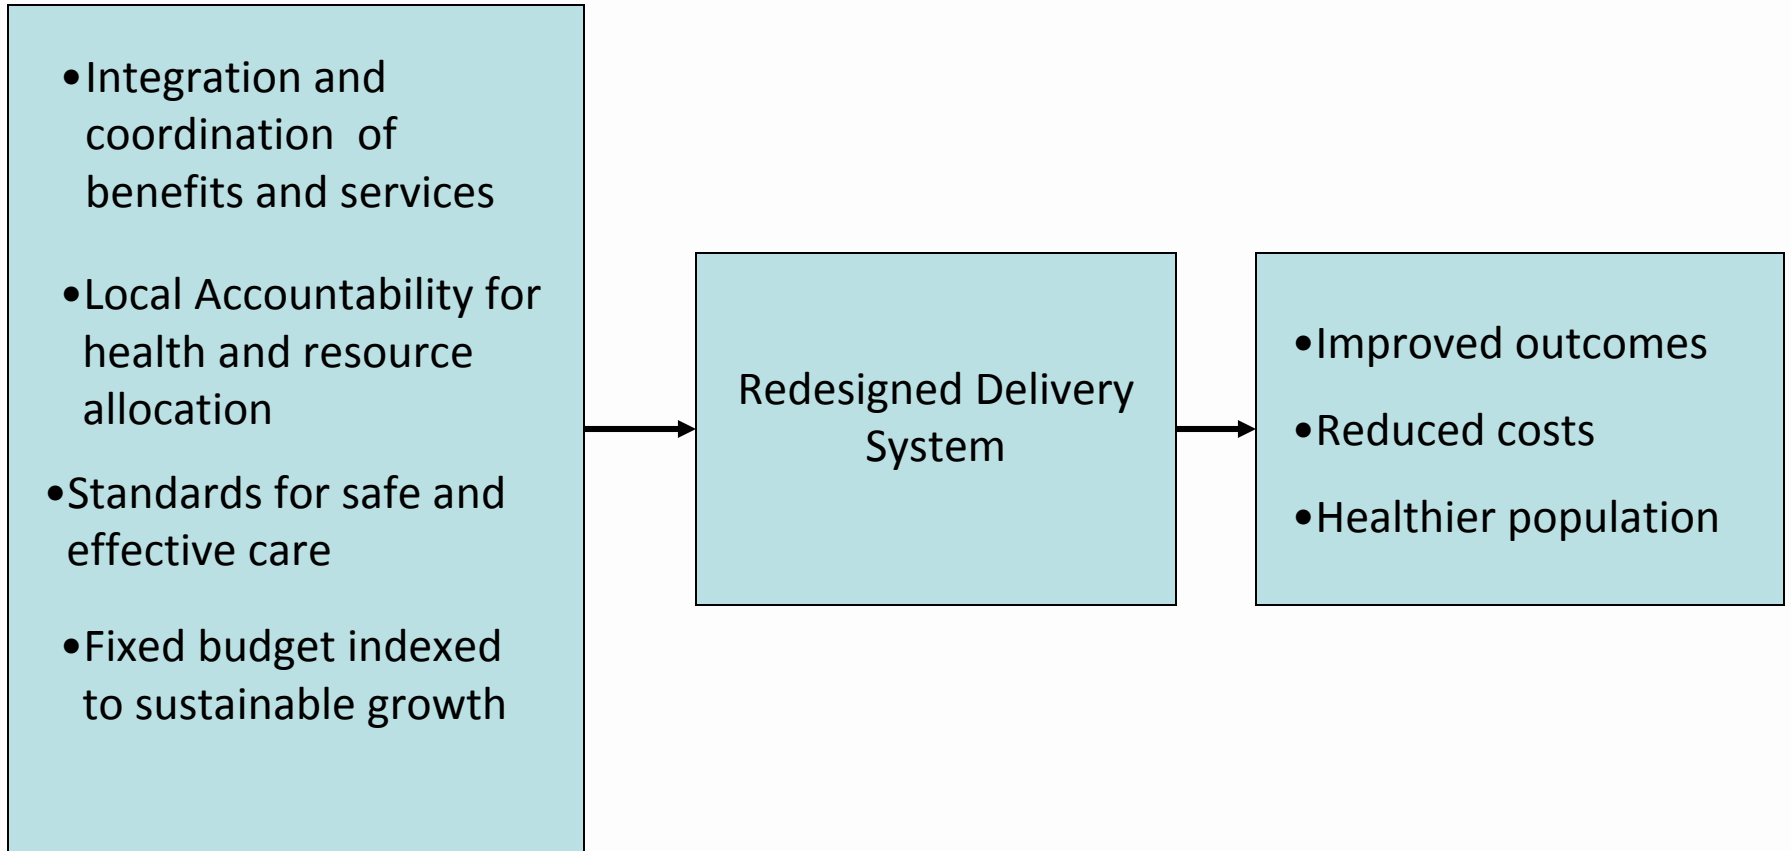 •Integration and
coordination  of
benefits and services
•Local Accountability for
health and resource
allocation
•Standards for safe and
effective care
•Fixed budget indexed
to sustainable growth
Redesigned Delivery
System
•Improved outcomes
•Reduced costs
•Healthier population